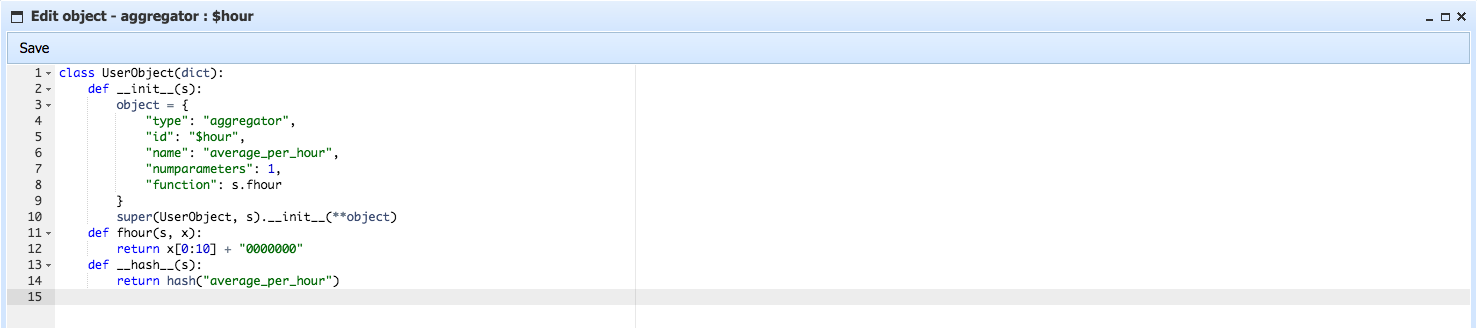 Edit object - aggregator : $hour
Save
1 class UserObject(dict):
2     def __init__(s):
3         object = {
4             "type": "aggregator",
5             "id": "$hour",
6             "name": "average_per_hour",
7             "numparameters": 1,
8             "function": s.fhour
9         }
10         super(UserObject, s).__init__(**object)
11     def fhour(s, x):
12         return x[0:10] + "0000000"
13     def __hash__(s):
14         return hash("average_per_hour")
15